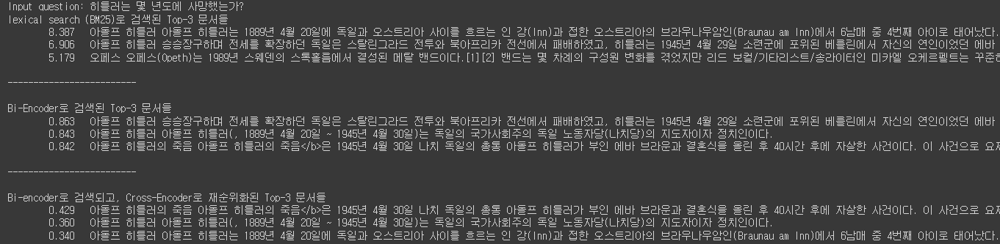 Input question: 히틀러는 몇 년도에 사망했는가?
lexical search (BM25)로 검색된 Top-3 문서들
8.387 아돌프 히틀러 아돌프 히틀러는 1889년 4월 20일에 독일과 오스트리아 사이를 흐르는 인 강(Inn)과 접한 오스트리아의 브라우나우암인(Braunau am Inn)에서 6남매 중 4번째 아이로 태어났다.
6.906 아돌프 히틀러 승승장구하며 전세를 확장하던 독일은 스탈린그라드 전투와 북아프리카 전선에서 패배하였고, 히틀러는 1945년 4월 29일 소련군에 포위된 베를린에서 자신의 연인이었던 에바
5.179 오페스 오페스(Opeth)는 1989년 스웨덴의 스톡홀름에서 결성된 메탈 밴드이다.[1][2] 밴드는 몇 차례의 구성원 변화를 겪었지만 리드 보컬/기타리스트/송라이터인 미카엘 오케르펠트는 꾸준히
-------------------------
Bi-Encoder로 검색된 Top-3 문서들
0.863 아돌프 히틀러 승승장구하며 전세를 확장하던 독일은 스탈린그라드 전투와 북아프리카 전선에서 패배하였고, 히틀러는 1945년 4월 29일 소련군에 포위된 베를린에서 자신의 연인이었던 에바
0.843 아돌프 히틀러 아돌프 히틀러(, 1889년 4월 20일 ~ 1945년 4월 30일)는 독일의 국가사회주의 독일 노동자당(나치당)의 지도자이자 정치인이다.
0.842 아돌프 히틀러의 죽음 아돌프 히틀러의 죽음</b>은 1945년 4월 30일 나치 독일의 총통 아돌프 히틀러가 부인 에바 브라운과 결혼식을 올린 후 40시간 후에 자살한 사건이다. 이 사건으로
-------------------------
Bi-encoder로 검색되고, Cross-Encoder로 재순위화된 Top-3 문서들
0.429 아돌프 히틀러의 죽음 아돌프 히틀러의 죽음</b>은 1945년 4월 30일 나치 독일의 총통 아돌프 히틀러가 부인 에바 브라운과 결혼식을 올린 후 40시간 후에 자살한 사건이다. 이 사건으로
0.360 아돌프 히틀러 아돌프 히틀러(, 1889년 4월 20일 ~ 1945년 4월 30일)는 독일의 국가사회주의 독일 노동자당(나치당)의 지도자이자 정치인이다.
0.340 아돌프 히틀러 아돌프 히틀러는 1889년 4월 20일에 독일과 오스트리아 사이를 흐르는 인 강(Inn)과 접한 오스트리아의 브라우나우암인(Braunau am Inn)에서 6남매 중 4번째 아이로 태어났다.